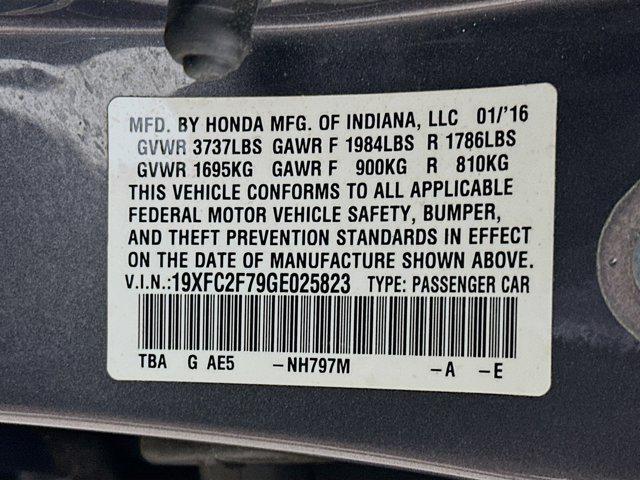 MFD. BY HONDA MFG. OF INDIANA, LLC 01/'16
GVWR 3737LBS GAWR F 1984LBS R 1786LBS
GVWR 1695KG GAWR F 900KG R 810KG
THIS VEHICLE CONFORMS TO ALL APPLICABLE
FEDERAL MOTOR VEHICLE SAFETY, BUMPER,
AND THEFT PREVENTION STANDARDS IN EFFECT
ON THE DATE OF MANUFACTURE SHOWN ABOVE.
V.I.N.:19XFC2F79GE025823 TYPE: PASSENGER CAR
TBA G AE5 -NH797M -A -E